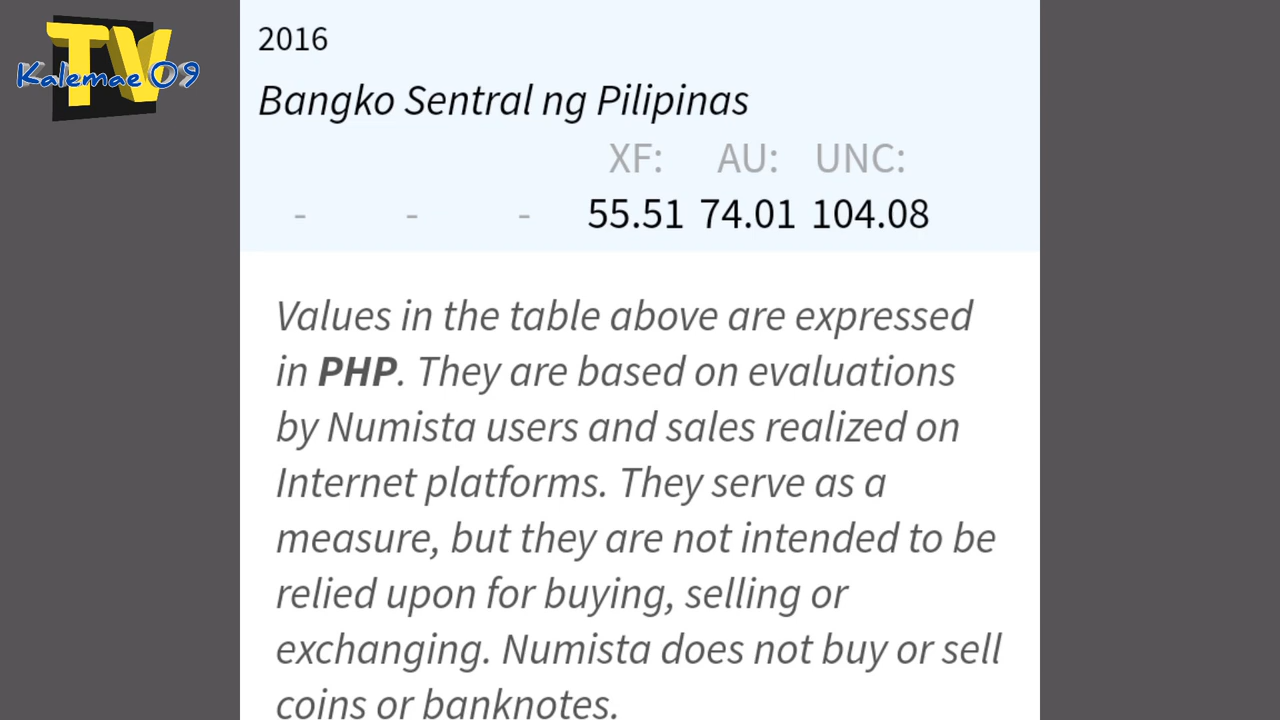 TV
Kalemae 09
2016
Bangko Sentral ng Pilipinas
XF: AU: UNC:
- - - 55.51 74.01 104.08
Values in the table above are expressed
in PHP. They are based on evaluations
by Numista users and sales realized on
Internet platforms. They serve as a
measure, but they are not intended to be
relied upon for buying, selling or
exchanging. Numista does not buy or sell
coins or banknotes.